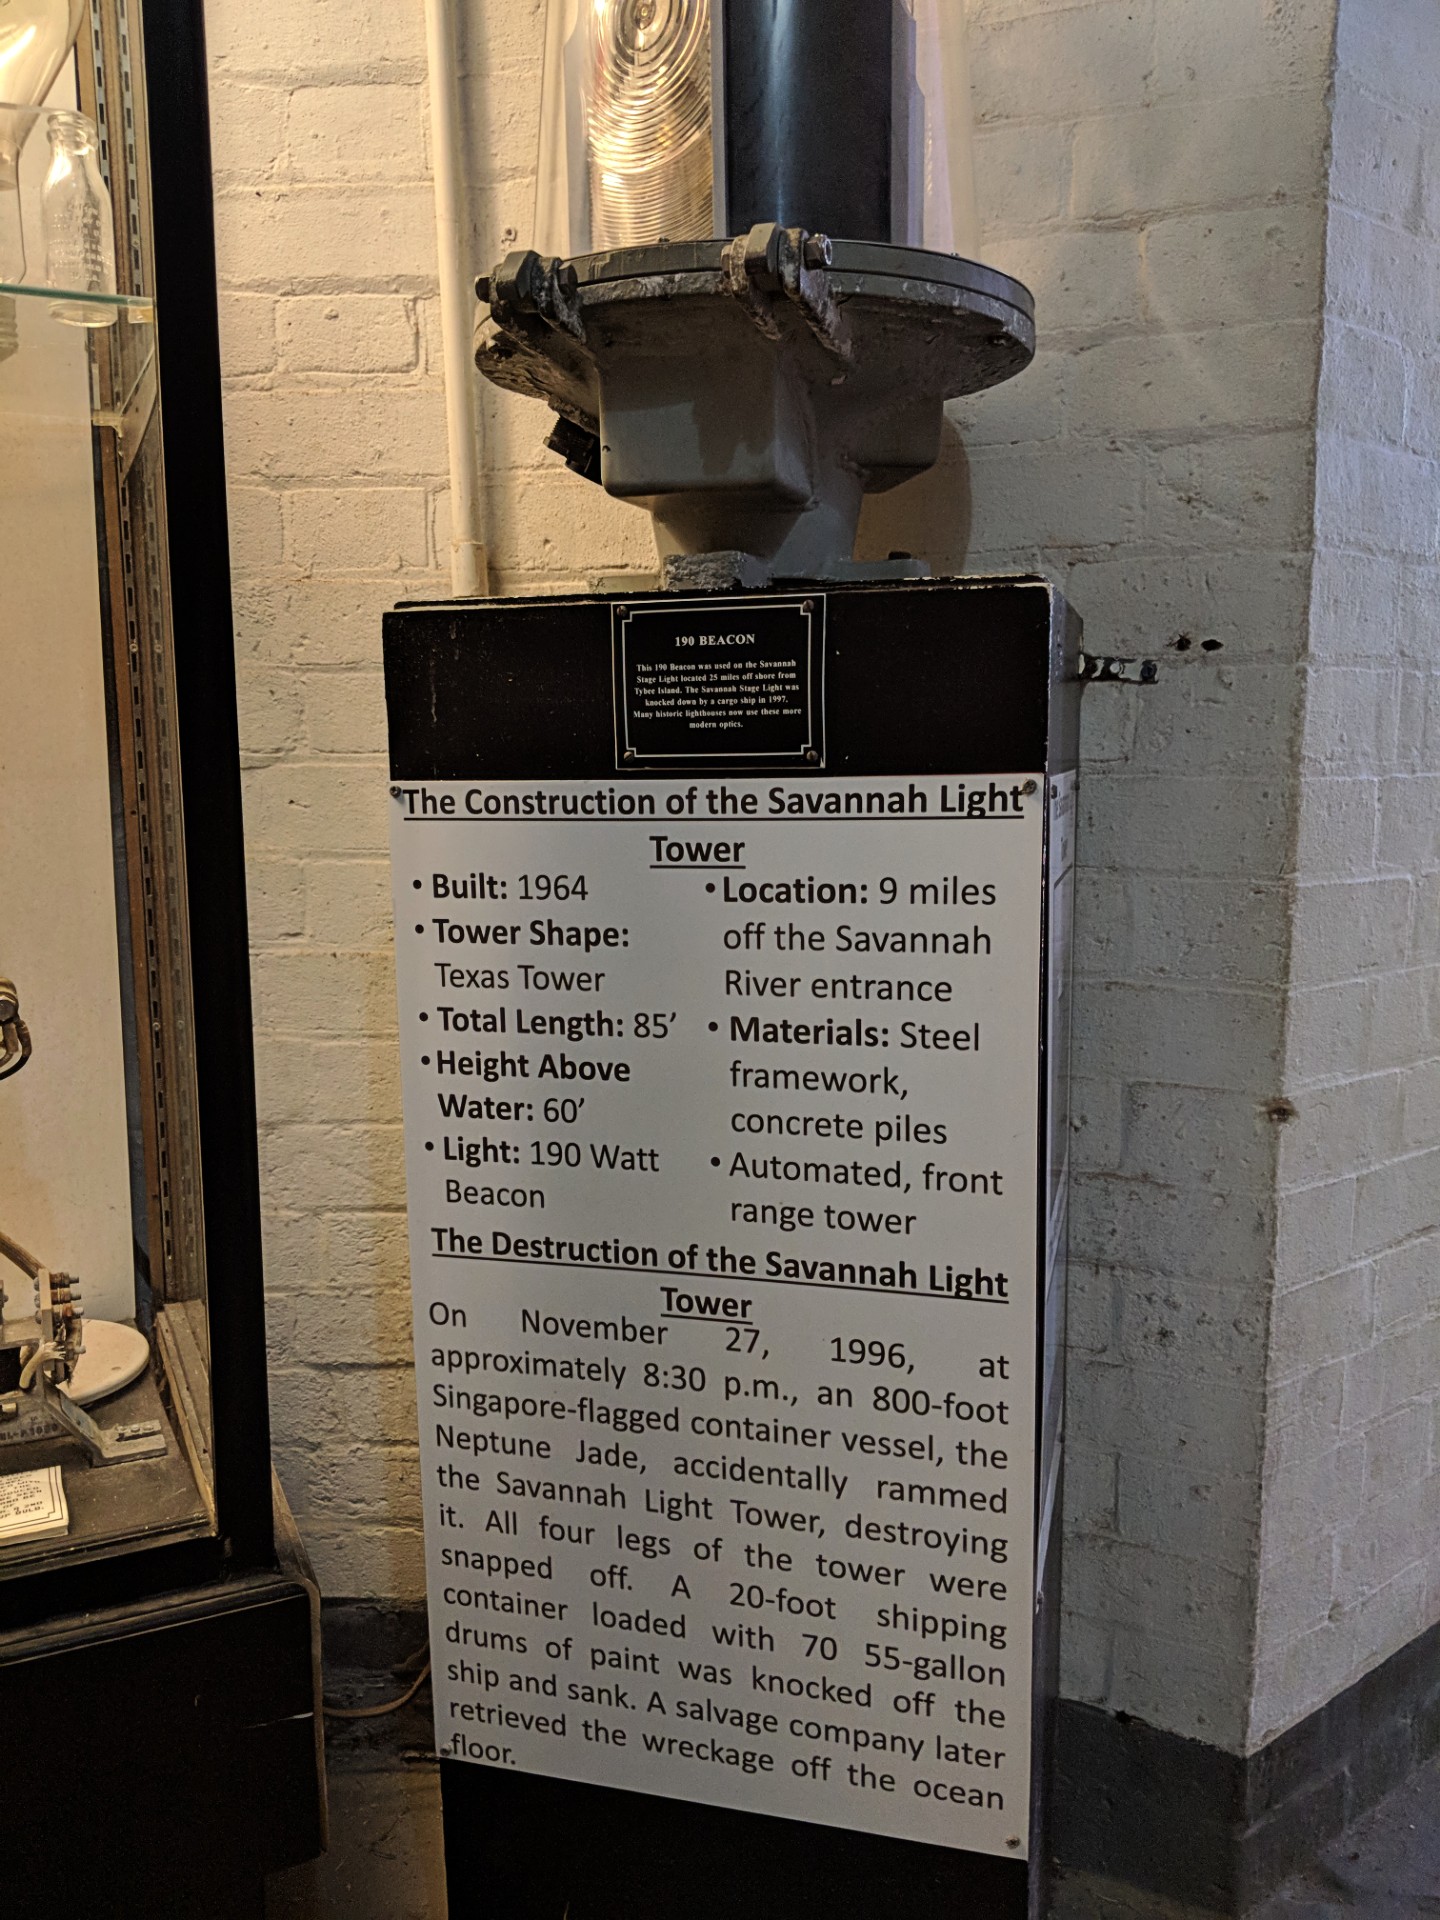 190 BEACON
This 190 Beacon was used on the Savannah
Stage Light located 25 miles off shore from
Tybee Island. The Savannah Stage Light was
knocked down by a cargo ship in 1997.
Many historic lighthouses now use these more
modern optics.
The Construction of the Savannah Light
Tower
• Built: 1964
• Tower Shape:
Texas Tower
• Total Length: 85’
• Height Above
Water: 60’
• Light: 190 Watt
Beacon
• Location: 9 miles
off the Savannah
River entrance
• Materials: Steel
framework,
concrete piles
• Automated, front
range tower
The Destruction of the Savannah Light
Tower
On November 27, 1996, at
approximately 8:30 p.m., an 800-foot
Singapore-flagged container vessel, the
Neptune Jade, accidentally rammed
the Savannah Light Tower, destroying
it. All four legs of the tower were
snapped off. A 20-foot shipping
container loaded with 70 55-gallon
drums of paint was knocked off the
ship and sank. A salvage company later
retrieved the wreckage off the ocean
floor.